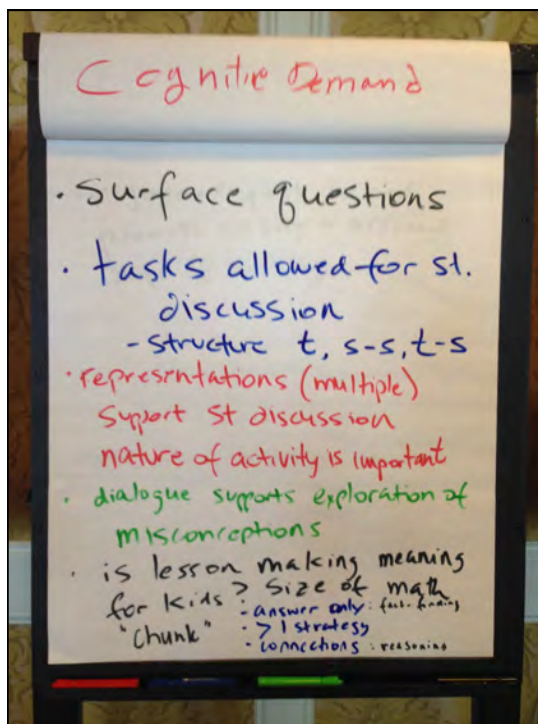 Cognitive Demand
• surface questions
• tasks allowed for st.
discussion
- structure t, s-s, t-s
• representations (multiple)
support st discussion
nature of activity is important
• dialogue supports exploration of
misconceptions
• is lesson making meaning
for kids? size of math
"chunk"
- answer only : fact-finding
- >1 strategy
- connections : reasoning